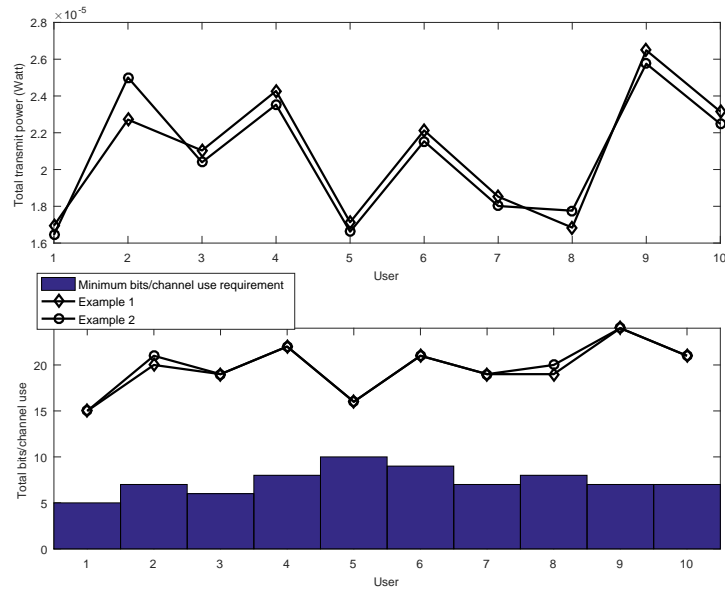 ×10⁻⁵
2.8
2.6
2.4
2.2
2
1.8
1.6
Total transmit power (Watt)
1 2 3 4 5 6 7 8 9 10
User
Minimum bits/channel use requirement
Example 1
Example 2
20
15
10
5
0
Total bits/channel use
1 2 3 4 5 6 7 8 9 10
User